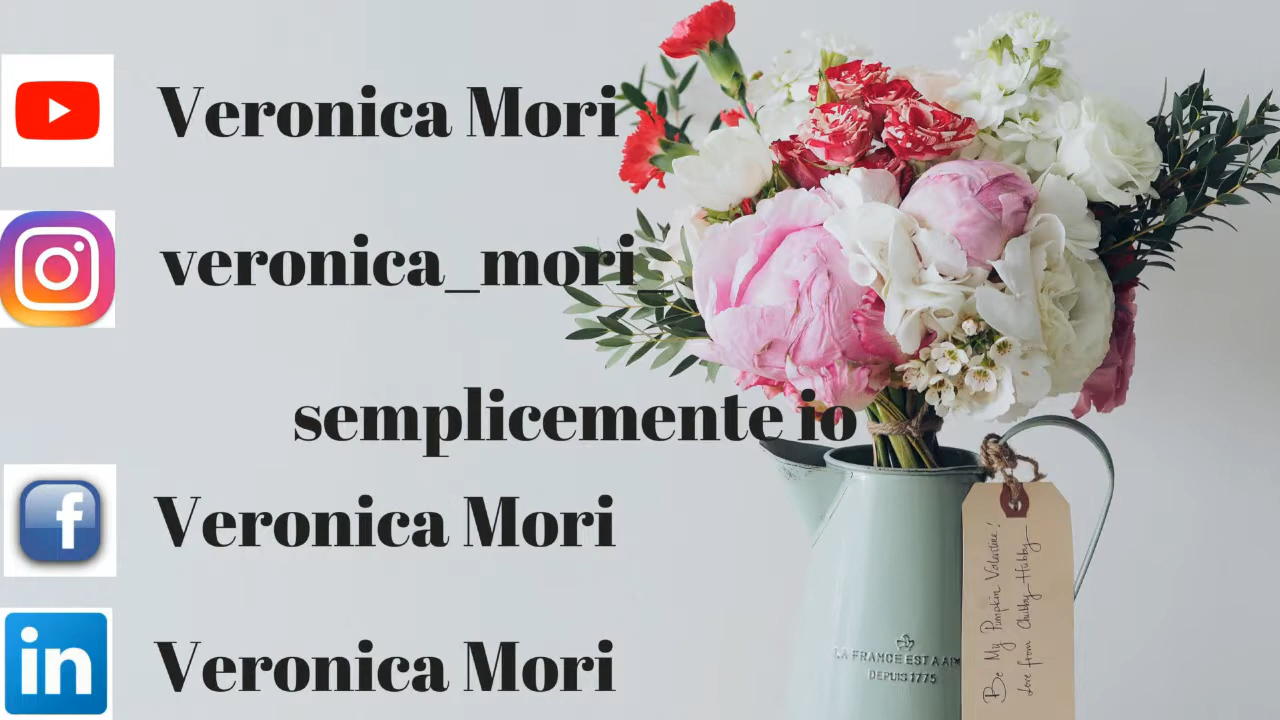 Veronica Mori
veronica_mori_
semplicemente io
Veronica Mori
Veronica Mori
LA FRANCE EST A
DEPUIS 1775
Be My Pumpkin Valentine!
Love from Chubby Hubby